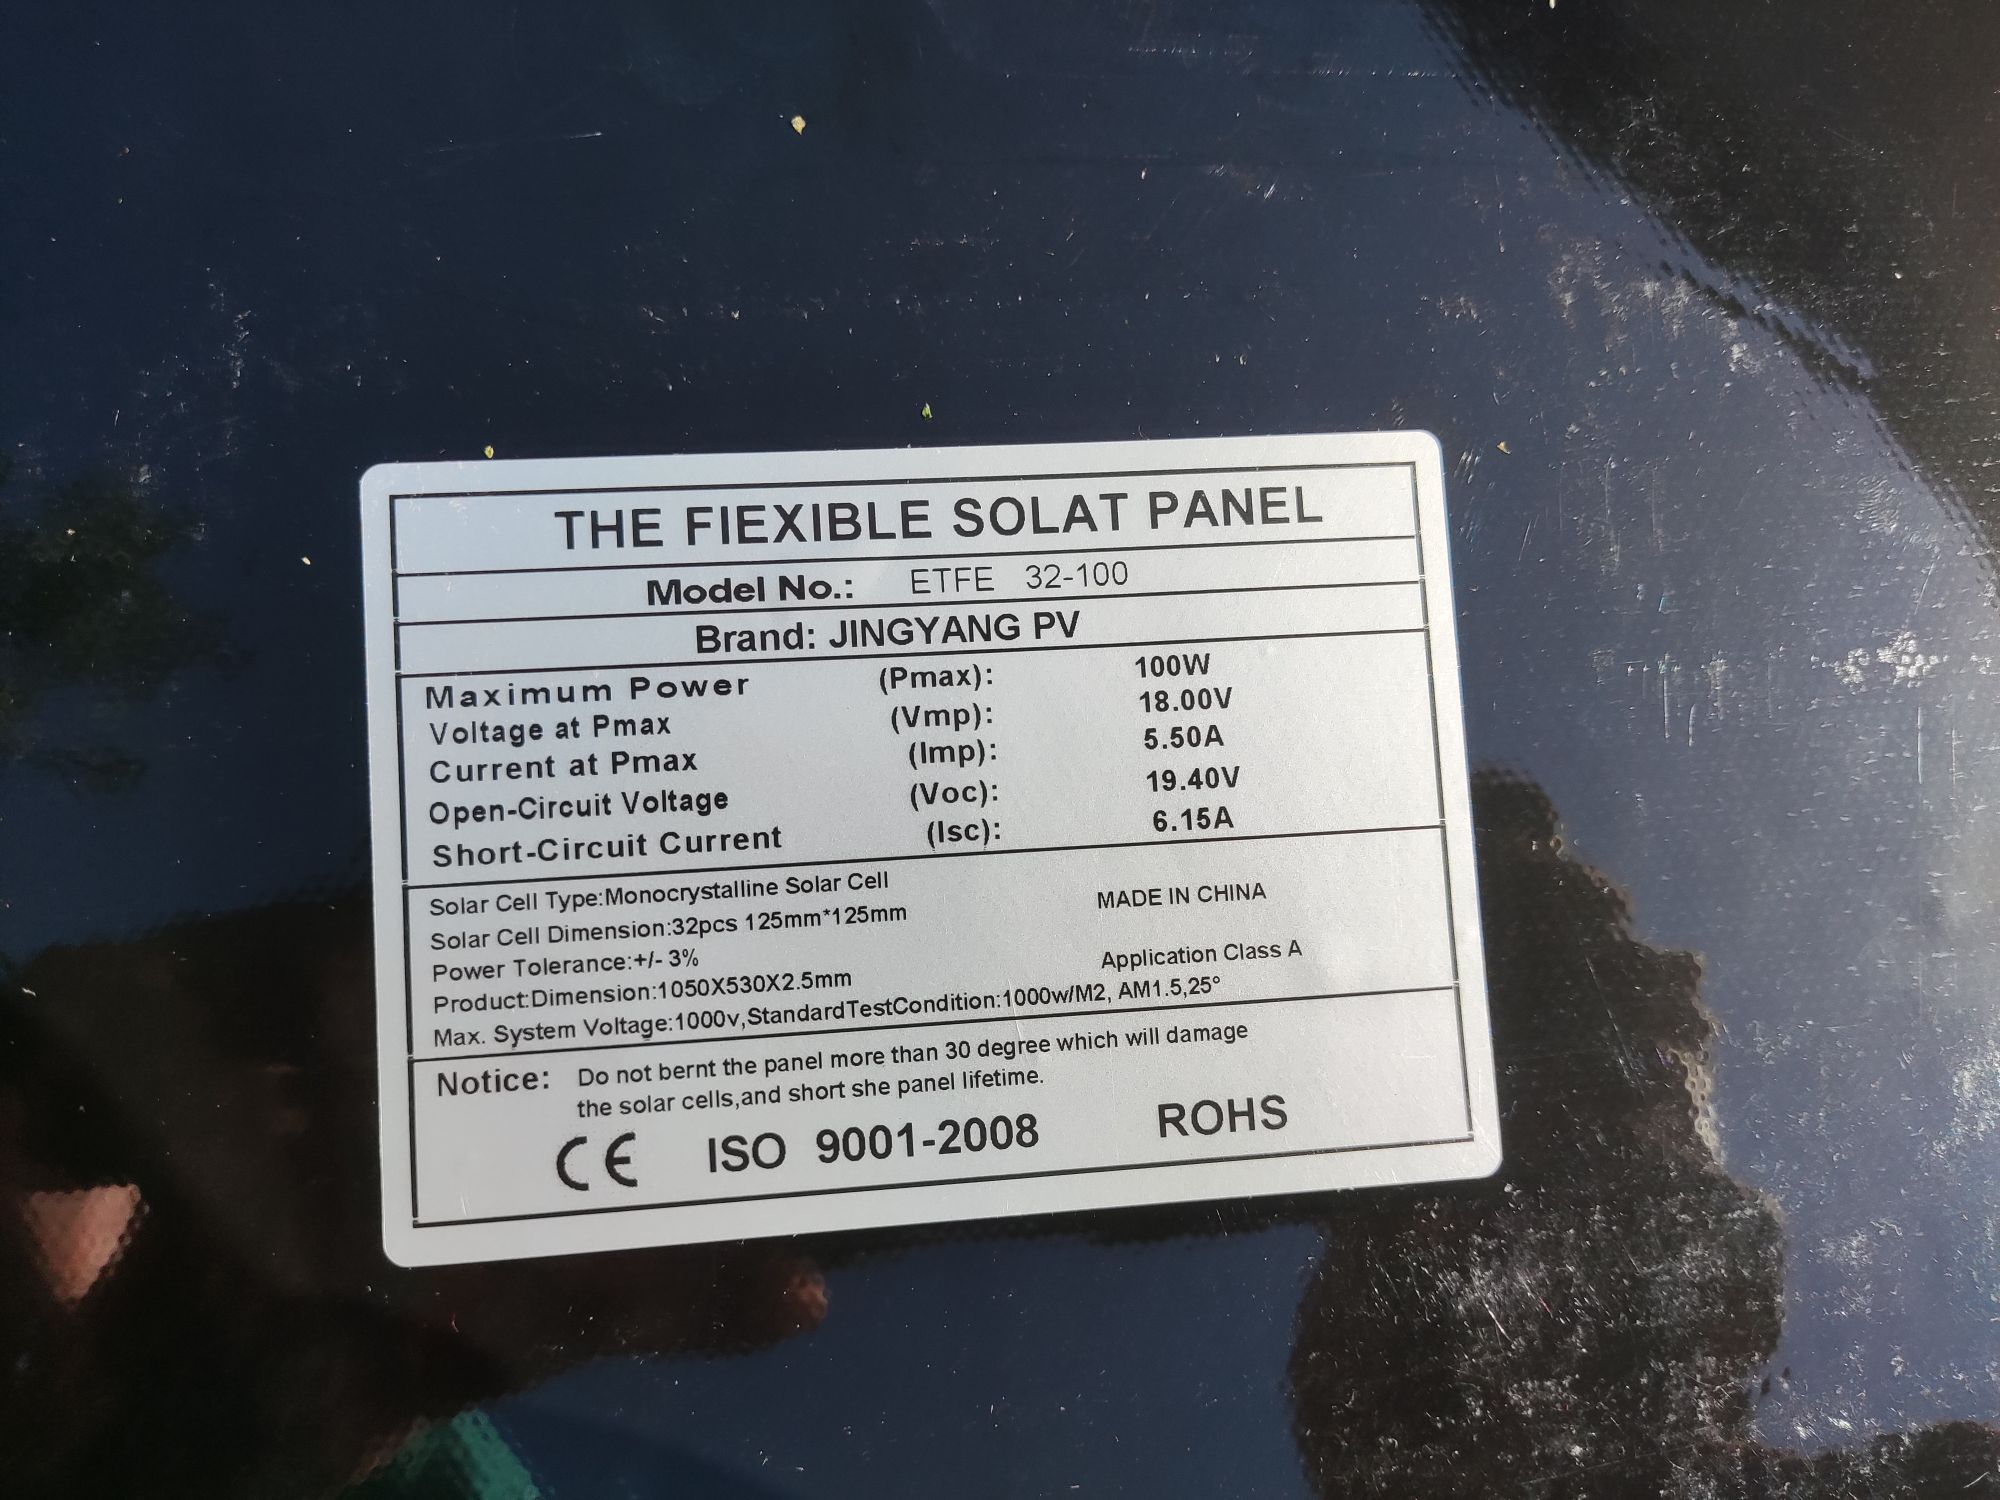 THE FIEXIBLE SOLAT PANEL
Model No.: ETFE 32-100
Brand: JINGYANG PV
Maximum Power (Pmax): 100W
Voltage at Pmax (Vmp): 18.00V
Current at Pmax (Imp): 5.50A
Open-Circuit Voltage (Voc): 19.40V
Short-Circuit Current (Isc): 6.15A
Solar Cell Type:Monocrystalline Solar Cell
MADE IN CHINA
Solar Cell Dimension:32pcs 125mm*125mm
Power Tolerance:+/- 3%
Application Class A
Product:Dimension:1050X530X2.5mm
Max. System Voltage:1000v,StandardTestCondition:1000w/M2, AM1.5,25°
Notice: Do not bernt the panel more than 30 degree which will damage
the solar cells,and short she panel lifetime.
CE ISO 9001-2008 ROHS